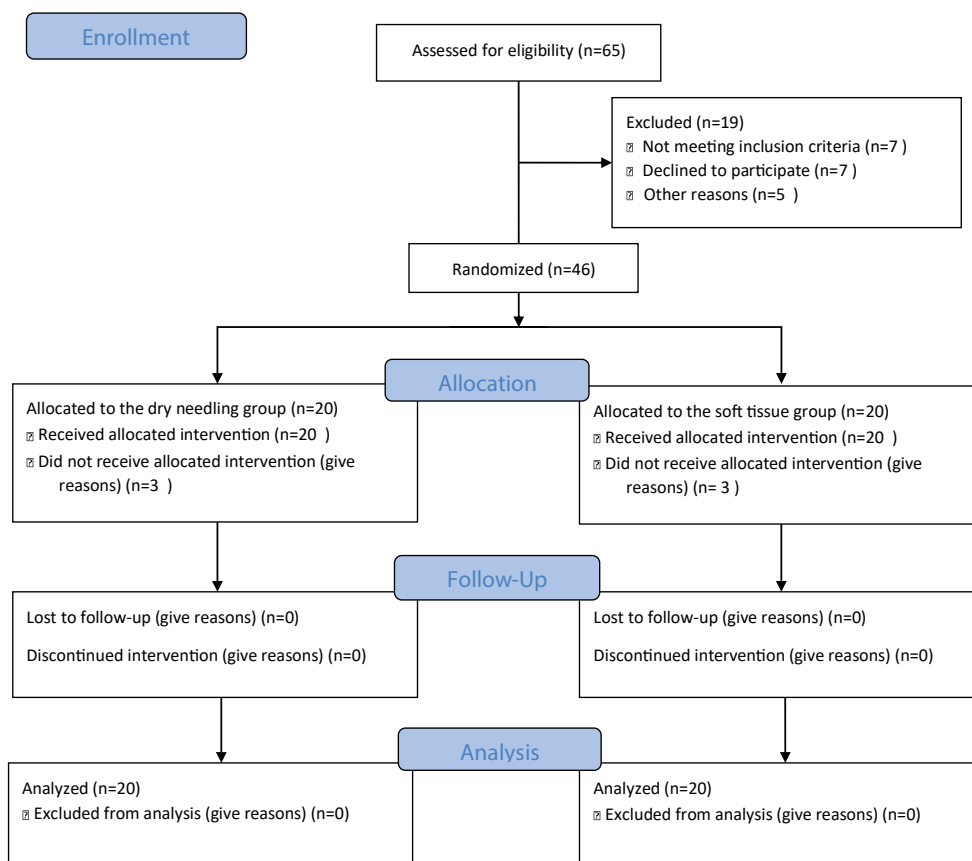 Enrollment
Assessed for eligibility (n=65)
Excluded (n=19)
⍰ Not meeting inclusion criteria (n=7 )
⍰ Declined to participate (n=7 )
⍰ Other reasons (n=5 )
Randomized (n=46)
Allocation
Allocated to the dry needling group (n=20)
⍰ Received allocated intervention (n=20 )
⍰ Did not receive allocated intervention (give
reasons) (n=3 )
Allocated to the soft tissue group (n=20)
⍰ Received allocated intervention (n=20 )
⍰ Did not receive allocated intervention (give
reasons) (n= 3 )
Follow-Up
Lost to follow-up (give reasons) (n=0)
Discontinued intervention (give reasons) (n=0)
Lost to follow-up (give reasons) (n=0)
Discontinued intervention (give reasons) (n=0)
Analysis
Analyzed (n=20)
⍰ Excluded from analysis (give reasons) (n=0)
Analyzed (n=20)
⍰ Excluded from analysis (give reasons) (n=0)